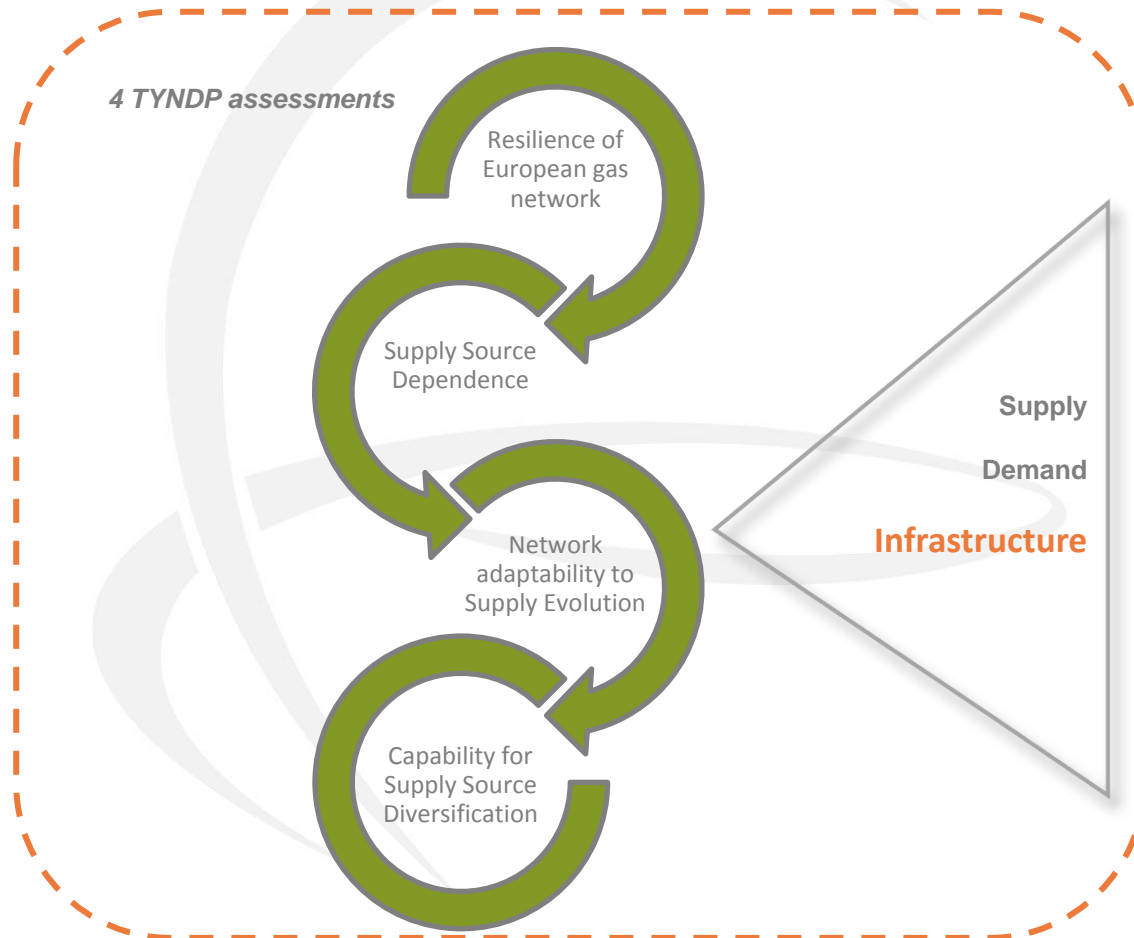 4 TYNDP assessments
Resilience of
European gas
network
Supply Source
Dependence
Network
adaptability to
Supply Evolution
Capability for
Supply Source
Diversification
Supply
Demand
Infrastructure